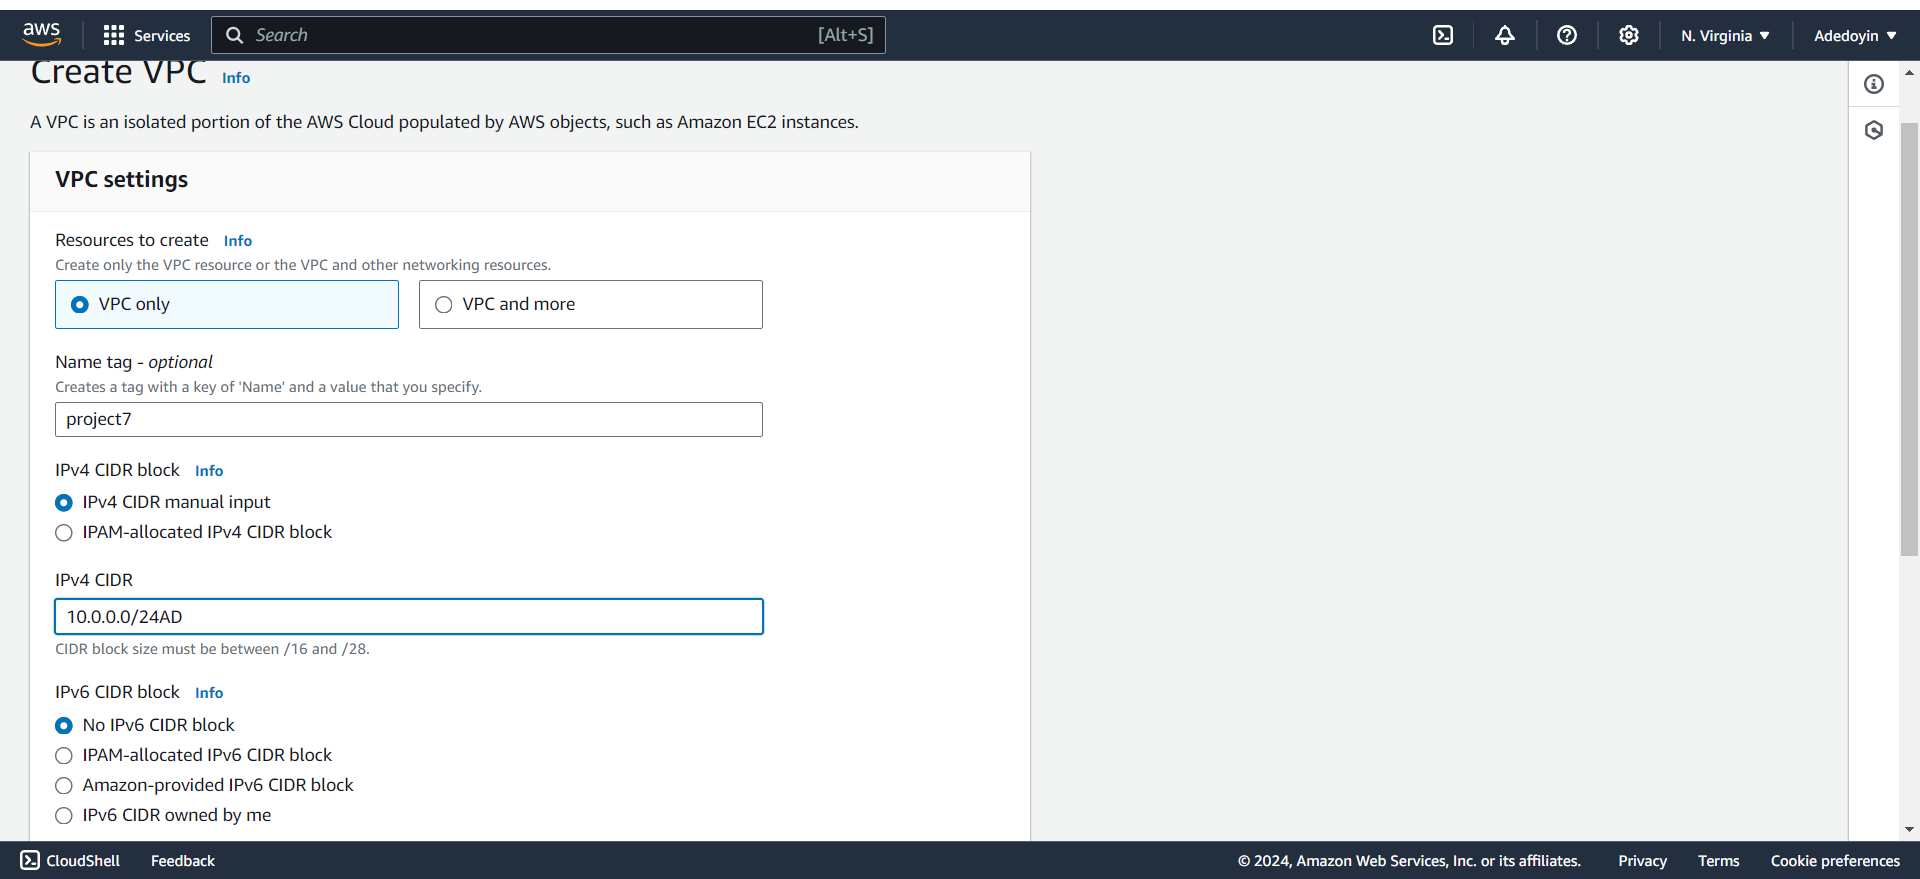 aws Services Search [Alt+S] N. Virginia Adedoyin
Create VPC Info
A VPC is an isolated portion of the AWS Cloud populated by AWS objects, such as Amazon EC2 instances.
VPC settings
Resources to create Info
Create only the VPC resource or the VPC and other networking resources.
VPC only VPC and more
Name tag - optional
Creates a tag with a key of 'Name' and a value that you specify.
project7
IPv4 CIDR block Info
IPv4 CIDR manual input
IPAM-allocated IPv4 CIDR block
IPv4 CIDR
10.0.0.0/24AD
CIDR block size must be between /16 and /28.
IPv6 CIDR block Info
No IPv6 CIDR block
IPAM-allocated IPv6 CIDR block
Amazon-provided IPv6 CIDR block
IPv6 CIDR owned by me
CloudShell Feedback © 2024, Amazon Web Services, Inc. or its affiliates. Privacy Terms Cookie preferences